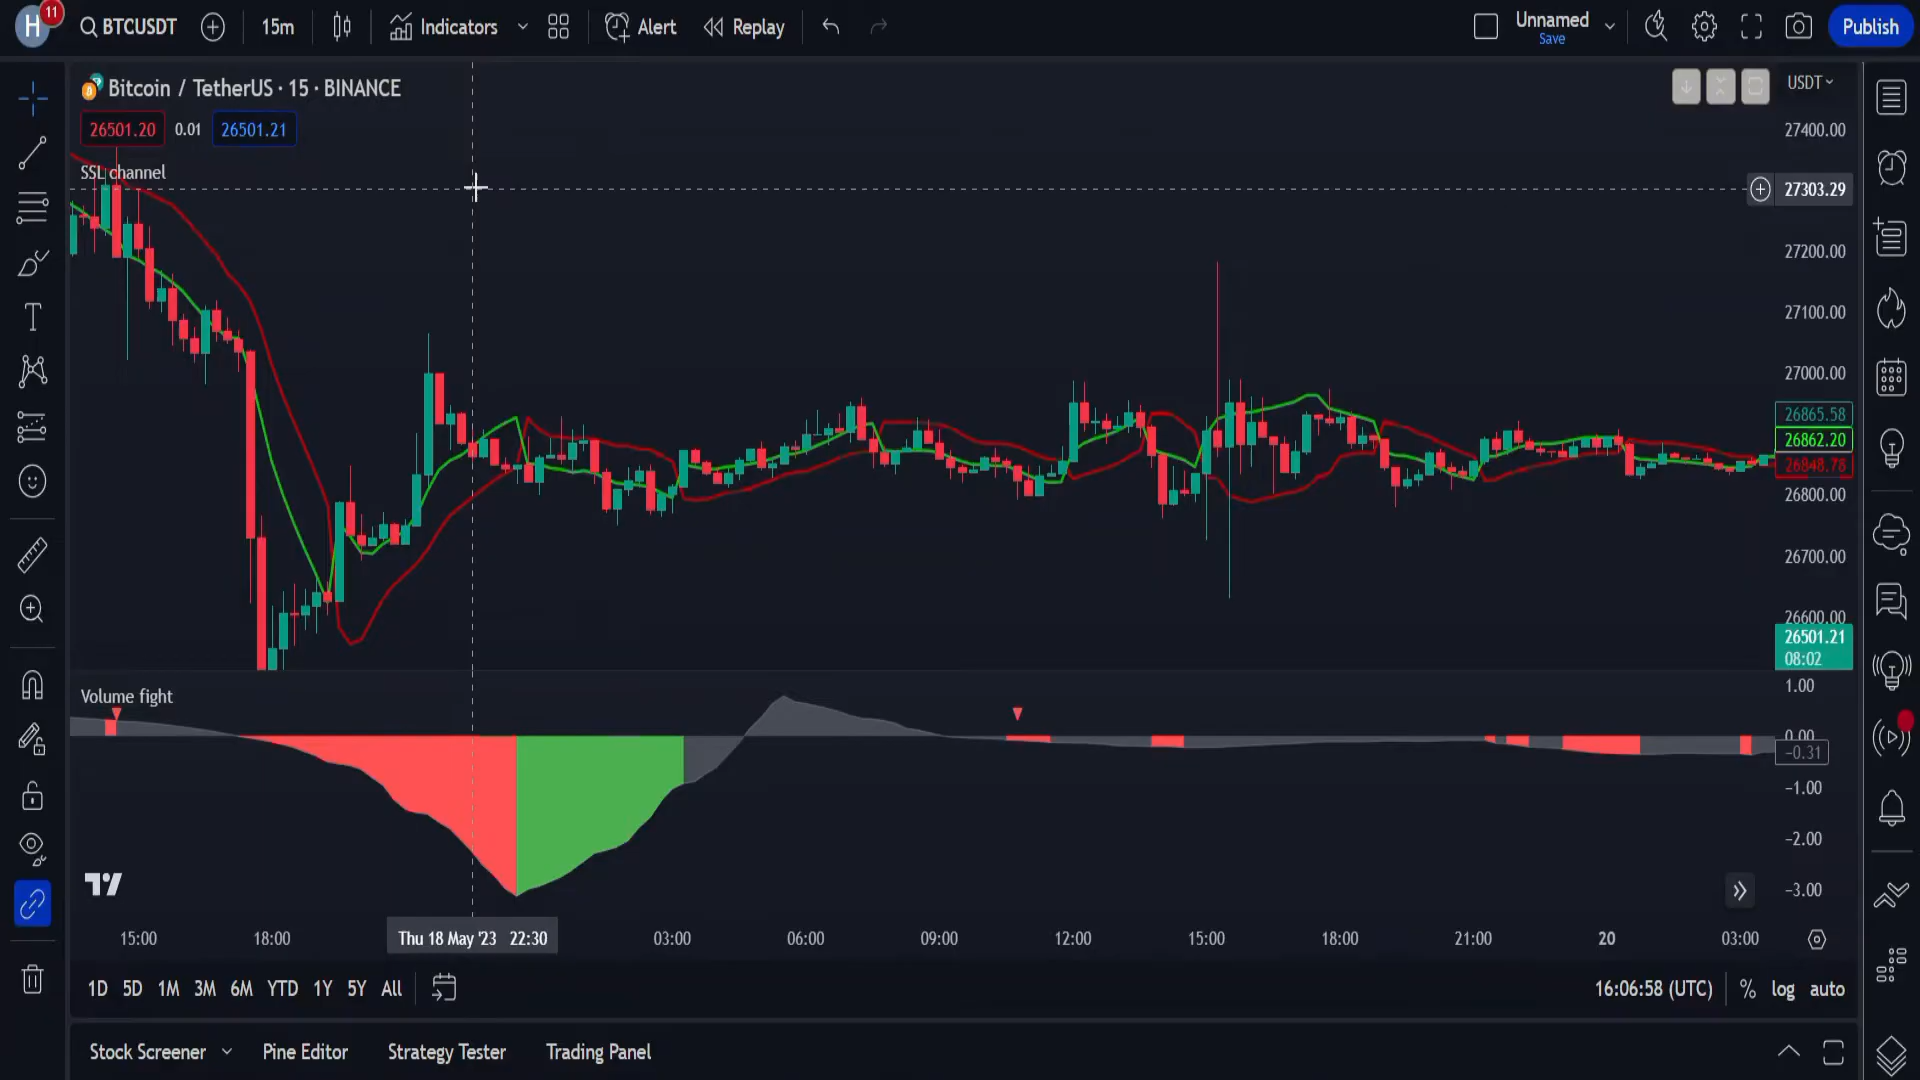 H
11
BTCUSDT
15m
Indicators
Alert
Replay
Unnamed
Save
Publish
Bitcoin / TetherUS · 15 · BINANCE
USDT
26501.20
0.01
26501.21
SSL channel
27400.00
27303.29
27200.00
27100.00
27000.00
26865.58
26862.20
26848.78
26800.00
26700.00
26600.00
26501.21
08:02
Volume fight
1.00
0.00
−0.31
−1.00
−2.00
−3.00
15:00
18:00
Thu 18 May '23 22:30
03:00
06:00
09:00
12:00
15:00
18:00
21:00
20
03:00
1D 5D 1M 3M 6M YTD 1Y 5Y All
16:06:58 (UTC)
% log auto
Stock Screener
Pine Editor
Strategy Tester
Trading Panel